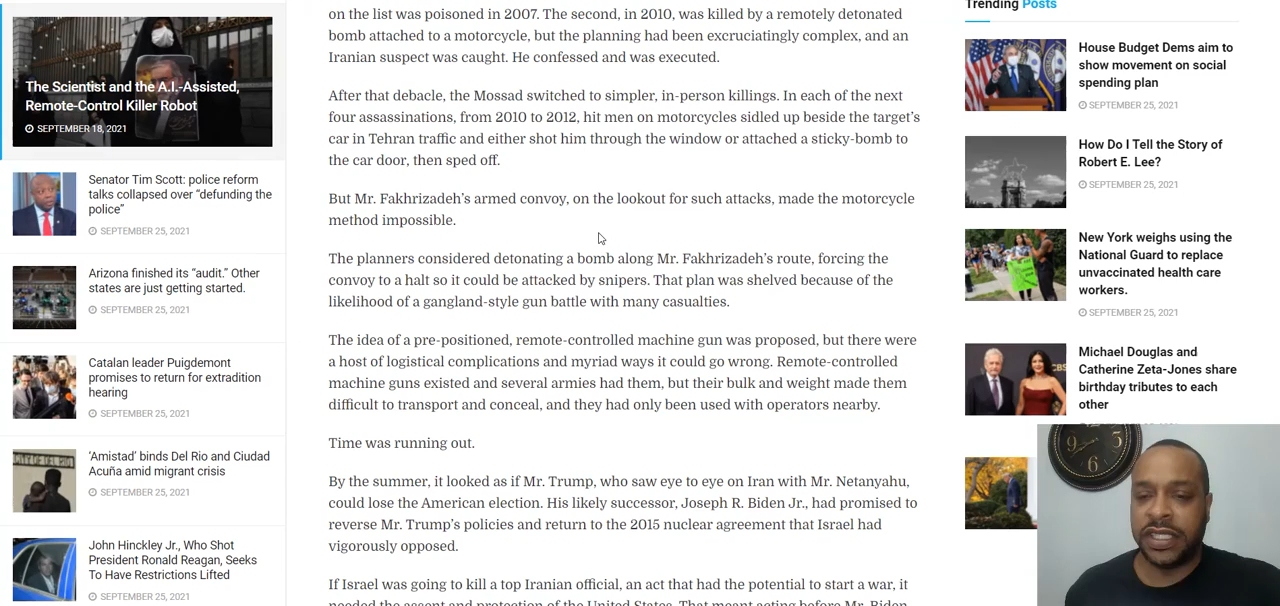 The Scientist and the A.I.-Assisted,
Remote-Control Killer Robot
SEPTEMBER 18, 2021
Senator Tim Scott: police reform
talks collapsed over “defunding the
police”
SEPTEMBER 25, 2021
Arizona finished its “audit.” Other
states are just getting started.
SEPTEMBER 25, 2021
Catalan leader Puigdemont
promises to return for extradition
hearing
SEPTEMBER 25, 2021
‘Amistad’ binds Del Rio and Ciudad
Acuña amid migrant crisis
SEPTEMBER 25, 2021
John Hinckley Jr., Who Shot
President Ronald Reagan, Seeks
To Have Restrictions Lifted
SEPTEMBER 25, 2021
on the list was poisoned in 2007. The second, in 2010, was killed by a remotely detonated
bomb attached to a motorcycle, but the planning had been excruciatingly complex, and an
Iranian suspect was caught. He confessed and was executed.
After that debacle, the Mossad switched to simpler, in-person killings. In each of the next
four assassinations, from 2010 to 2012, hit men on motorcycles sidled up beside the target’s
car in Tehran traffic and either shot him through the window or attached a sticky-bomb to
the car door, then sped off.
But Mr. Fakhrizadeh’s armed convoy, on the lookout for such attacks, made the motorcycle
method impossible.
The planners considered detonating a bomb along Mr. Fakhrizadeh’s route, forcing the
convoy to a halt so it could be attacked by snipers. That plan was shelved because of the
likelihood of a gangland-style gun battle with many casualties.
The idea of a pre-positioned, remote-controlled machine gun was proposed, but there were
a host of logistical complications and myriad ways it could go wrong. Remote-controlled
machine guns existed and several armies had them, but their bulk and weight made them
difficult to transport and conceal, and they had only been used with operators nearby.
Time was running out.
By the summer, it looked as if Mr. Trump, who saw eye to eye on Iran with Mr. Netanyahu,
could lose the American election. His likely successor, Joseph R. Biden Jr., had promised to
reverse Mr. Trump’s policies and return to the 2015 nuclear agreement that Israel had
vigorously opposed.
If Israel was going to kill a top Iranian official, an act that had the potential to start a war, it
needed the assent and protection of the United States. That meant acting before Mr. Biden
Trending Posts
House Budget Dems aim to
show movement on social
spending plan
SEPTEMBER 25, 2021
How Do I Tell the Story of
Robert E. Lee?
SEPTEMBER 25, 2021
New York weighs using the
National Guard to replace
unvaccinated health care
workers.
SEPTEMBER 25, 2021
Michael Douglas and
Catherine Zeta-Jones share
birthday tributes to each
other